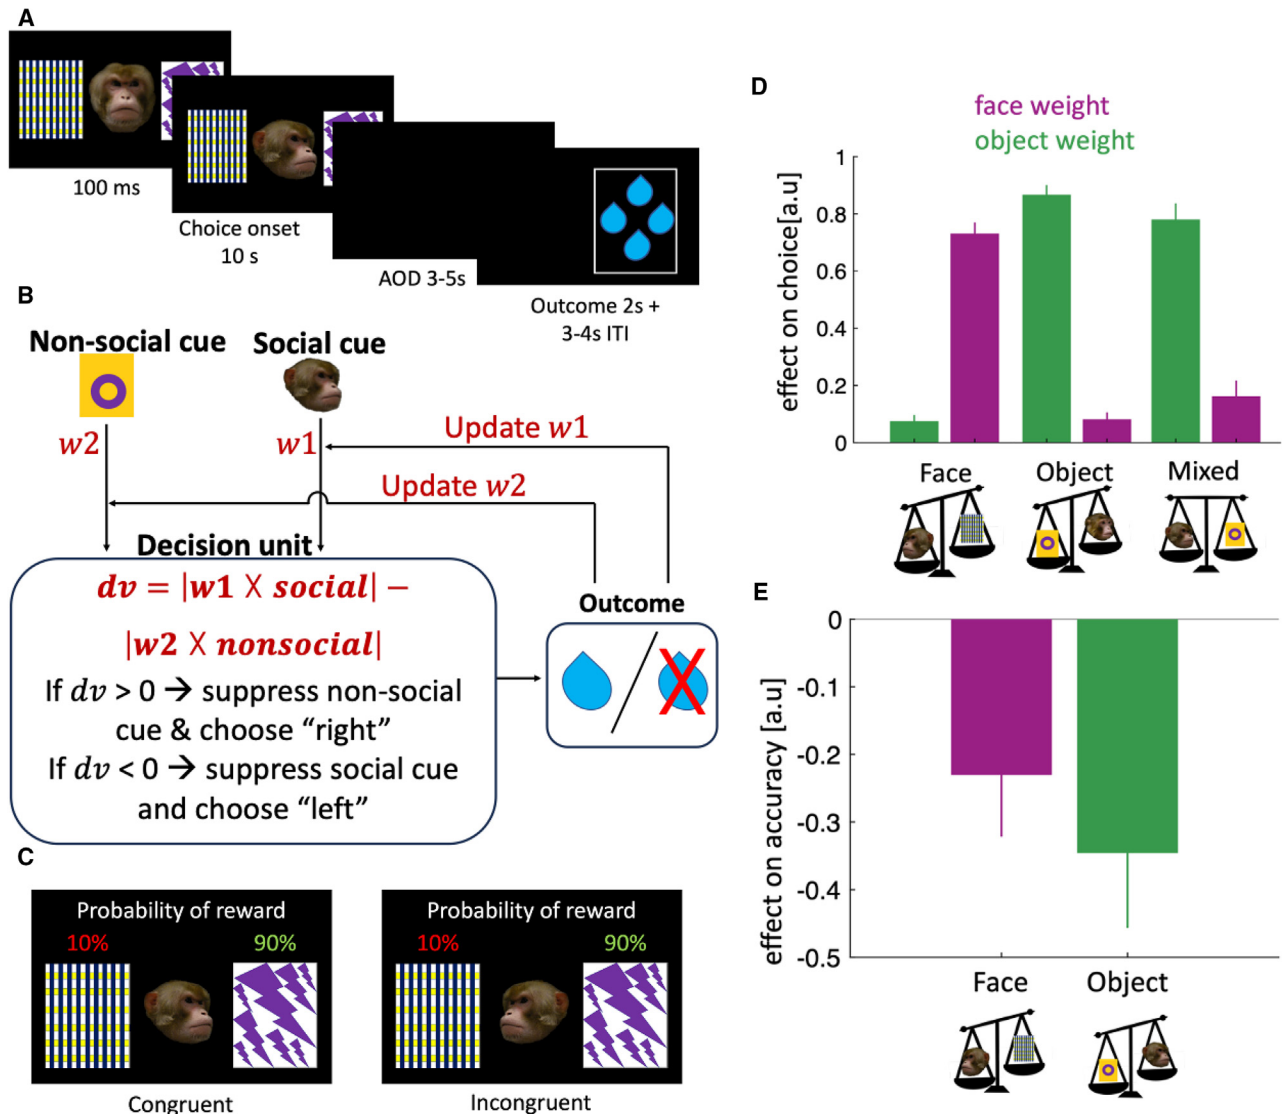 A
100 ms
Choice onset
10 s
AOD 3-5s
Outcome 2s +
3-4s ITI
B
Non-social cue
Social cue
w2
w1
Update w1
Update w2
Decision unit
dv = |w1 X social| −
|w2 X nonsocial|
If dv > 0 → suppress non-social
cue & choose “right”
If dv < 0 → suppress social cue
and choose “left”
Outcome
C
Probability of reward
10%
90%
Congruent
Probability of reward
10%
90%
Incongruent
D
face weight
object weight
effect on choice[a.u]
1
0.8
0.6
0.4
0.2
0
Face
Object
Mixed
E
effect on accuracy [a.u]
0
-0.1
-0.2
-0.3
-0.4
-0.5
Face
Object